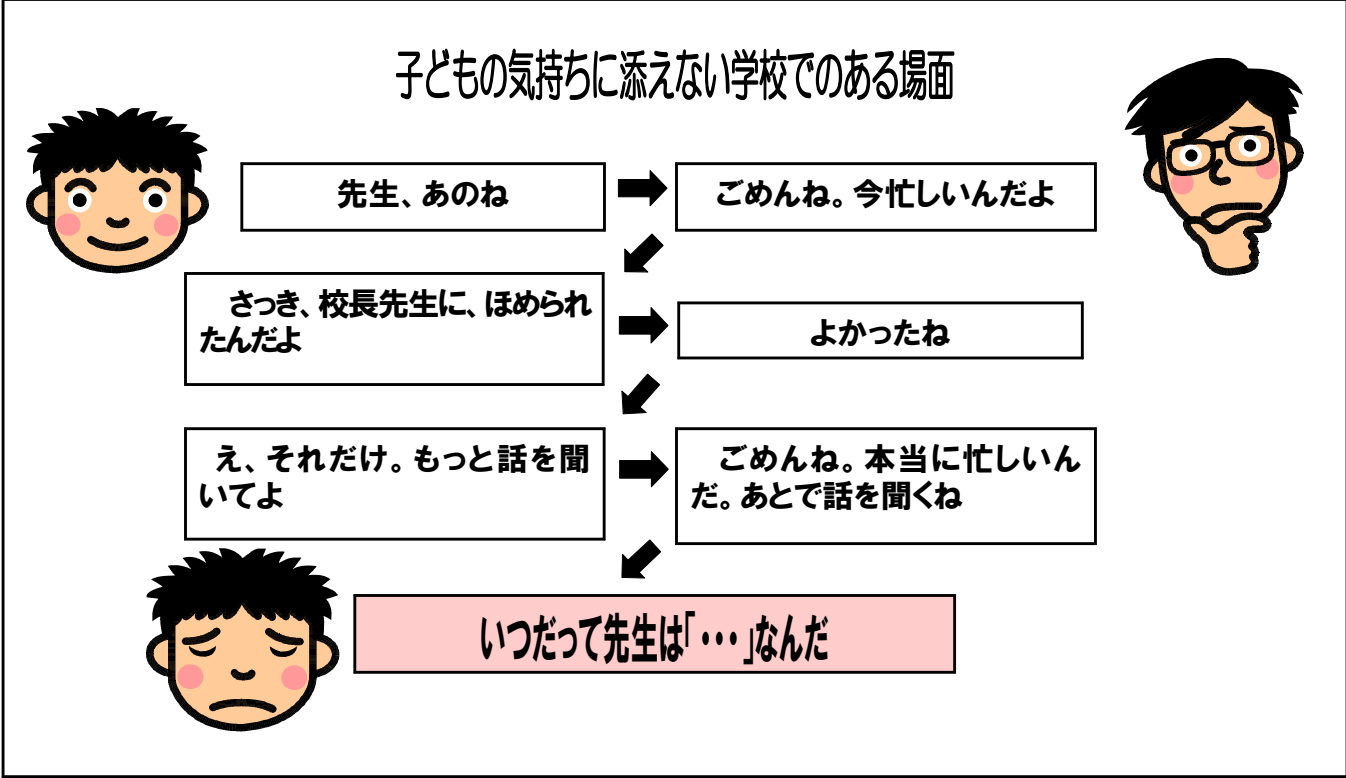 子どもの気持ちに添えない学校でのある場面
先生、あのね
ごめんね。今忙しいんだよ
さっき、校長先生に、ほめられ
たんだよ
よかったね
え、それだけ。もっと話を聞
いてよ
ごめんね。本当に忙しいん
だ。あとで話を聞くね
いつだって先生は「・・・」なんだ